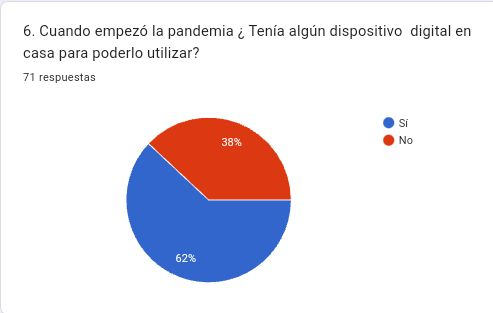 6. Cuando empezó la pandemia ¿ Tenía algún dispositivo  digital en
casa para poderlo utilizar?
71 respuestas
Sí
No
38%
62%